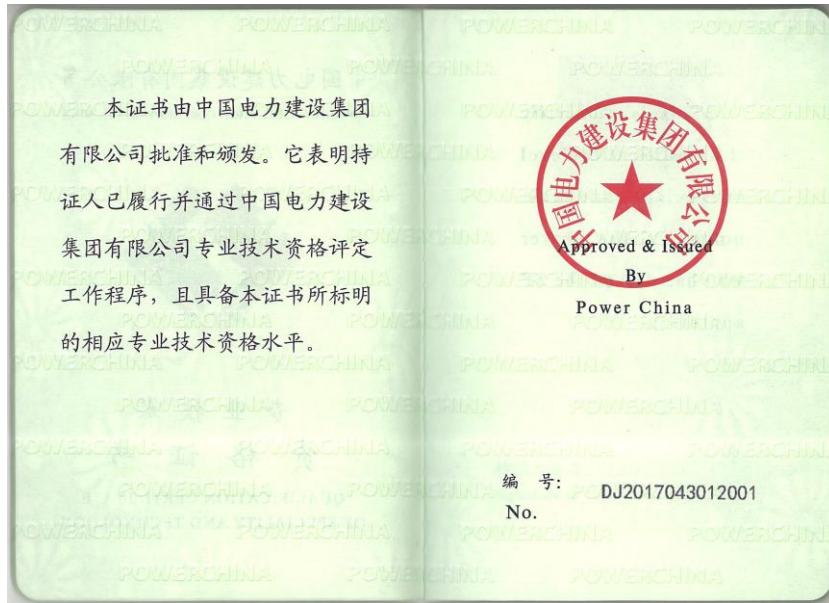 本证书由中国电力建设集团
有限公司批准和颁发。它表明持
证人已履行并通过中国电力建设
集团有限公司专业技术资格评定
工作程序，且具备本证书所标明
的相应专业技术资格水平。
中国电力建设集团有限公司
Approved & Issued
By
Power China
编 号: DJ2017043012001
No.
POWERCHINA